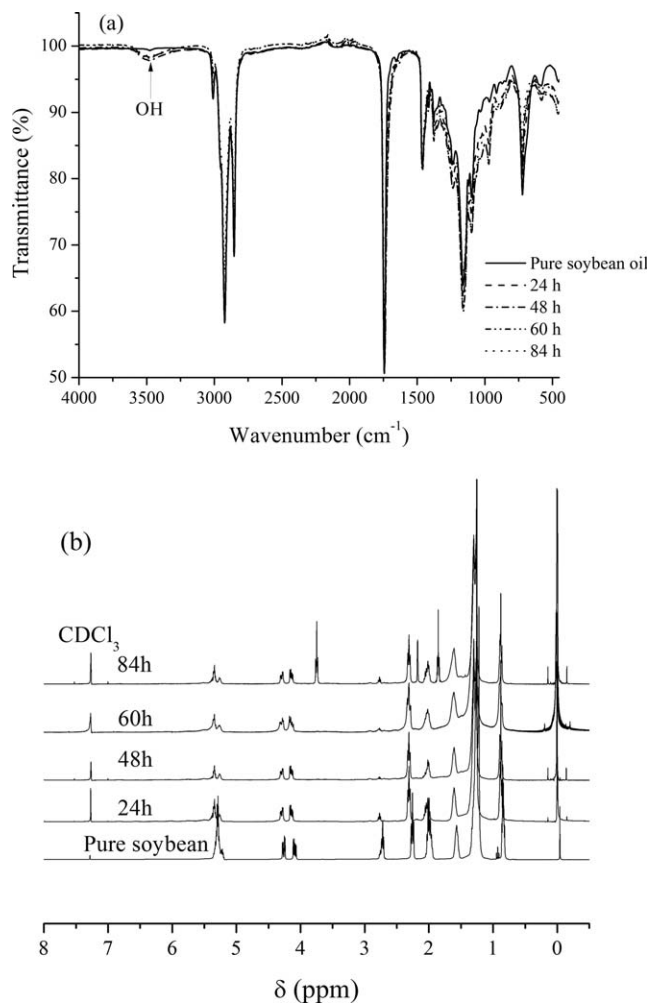 (a)
100
90
80
70
60
50
Transmittance (%)
OH
Pure soybean oil
24 h
48 h
60 h
84 h
4000 3500 3000 2500 2000 1500 1000 500
Wavenumber (cm⁻¹)
(b)
CDCl₃
84h
60h
48h
24h
Pure soybean
8 7 6 5 4 3 2 1 0
δ (ppm)